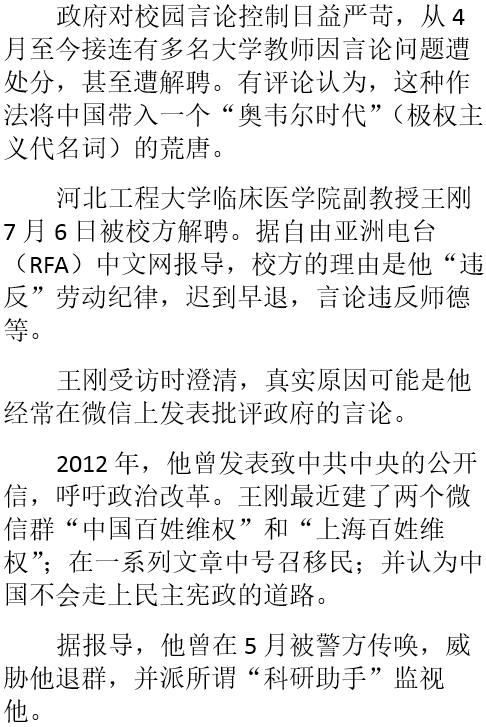 政府对校园言论控制日益严苛，从 4
月至今接连有多名大学教师因言论问题遭
处分，甚至遭解聘。有评论认为，这种作
法将中国带入一个“奥韦尔时代”（极权主
义代名词）的荒唐。
河北工程大学临床医学院副教授王刚
7 月 6 日被校方解聘。据自由亚洲电台
（RFA）中文网报导，校方的理由是他“违
反”劳动纪律，迟到早退，言论违反师德
等。
王刚受访时澄清，真实原因可能是他
经常在微信上发表批评政府的言论。
2012 年，他曾发表致中共中央的公开
信，呼吁政治改革。王刚最近建了两个微
信群“中国百姓维权”和“上海百姓维
权”；在一系列文章中号召移民；并认为中
国不会走上民主宪政的道路。
据报导，他曾在 5 月被警方传唤，威
胁他退群，并派所谓“科研助手”监视
他。